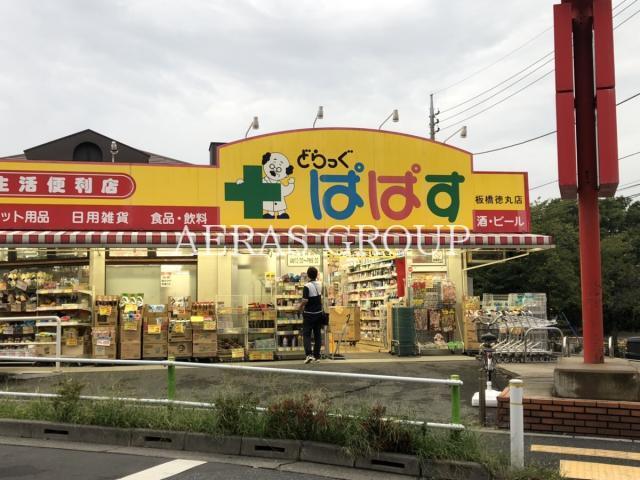 どらっぐ
ぱぱす
板橋徳丸店
生活便利店
ット用品
日用雑貨
食品・飲料
酒・ビール
AERAS GROUP